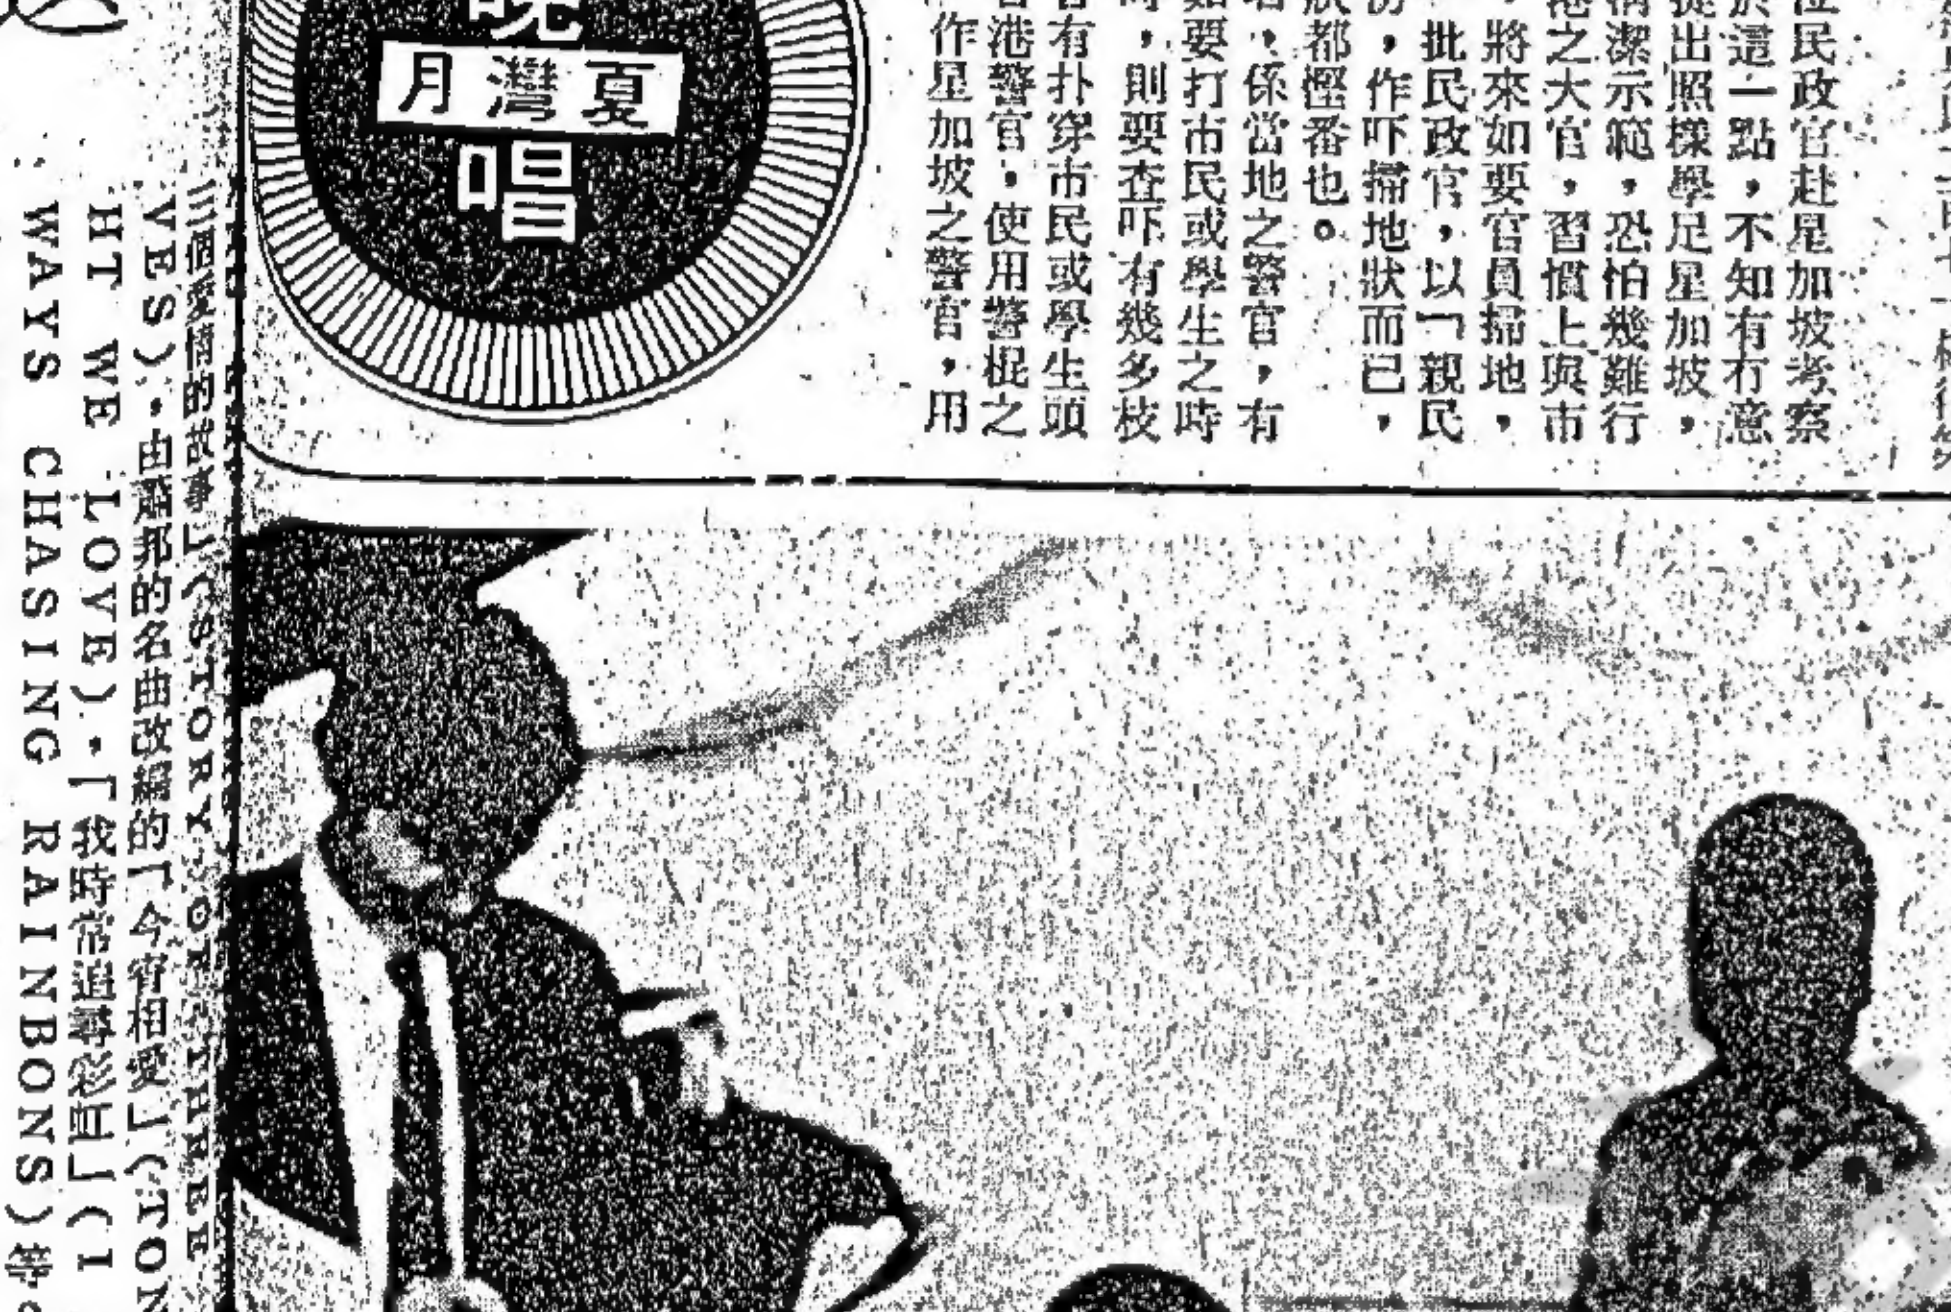 民政官赴星加坡考察
於這一點，不知有冇意
提出照樣學足星加坡，
清潔示範，恐怕幾難行
港之大官，習慣上與市
，將來如要官員掃地，
批民政官，以「親民
，作吓掃地狀而已，
狀都慳番也。
，係當地之警官，有
如要打市民或學生之時
時，則要查吓有幾多枝
有扑穿市民或學生頭
香港警官，使用警棍之
作星加坡之警官，用
晚
夏灣月
唱
三個愛情的故事」(STORY OF THREE
VES)，由蕭邦的名曲改編的「今宵相愛」(TON
HT WE LOVE)，「我時常追尋彩虹」(I
WAYS CHASING RAINBONS)等。